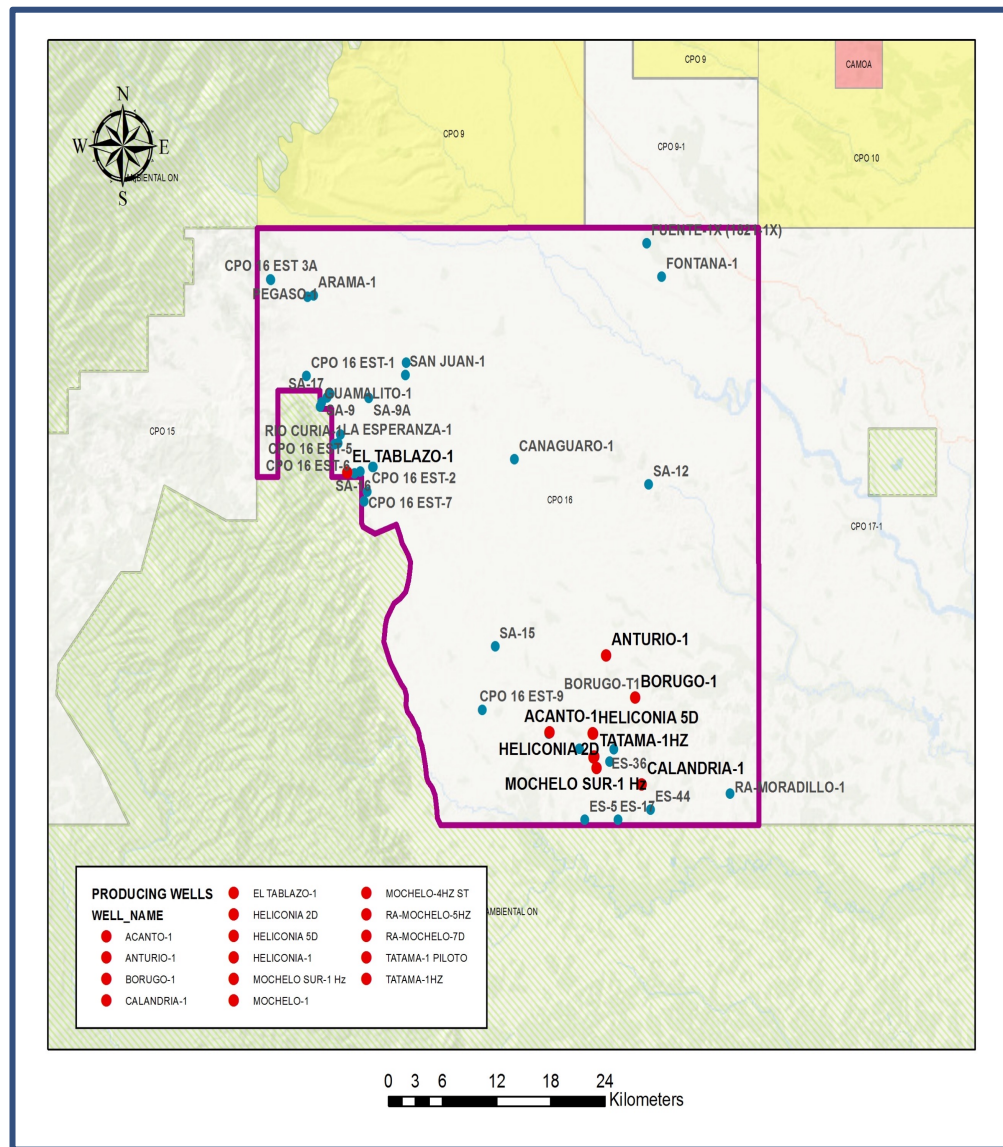 CPO 9
CAMOA
N
CPO 9
CPO 9-1
W E
CPO 10
AMBIENTAL ON
S
FUENTE-1X (1821-1X)
CPO 16 EST 3A
FONTANA-1
ARAMA-1
PEGASO-1
CPO 16 EST-1
SAN JUAN-1
SA-17
GUAMALITO-1
SA-9
SA-9A
CPO 15
RIO CURIA-1
LA ESPERANZA-1
CPO 16 EST-5
EL TABLAZO-1
CANAGUARO-1
CPO 16 EST-6
SA-12
SA-16
CPO 16 EST-2
CPO 16
CPO 16 EST-7
CPO 17-1
SA-15
ANTURIO-1
BORUGO-T1
BORUGO-1
CPO 16 EST-9
ACANTO-1
HELICONIA 5D
HELICONIA 2D
TATAMA-1HZ
ES-36
CALANDRIA-1
MOCHELO SUR-1 Hz
RA-MORADILLO-1
ES-44
ES-5
ES-17
PRODUCING WELLS
WELL_NAME
ACANTO-1
ANTURIO-1
BORUGO-1
CALANDRIA-1
EL TABLAZO-1
HELICONIA 2D
HELICONIA 5D
HELICONIA-1
MOCHELO SUR-1 Hz
MOCHELO-1
MOCHELO-4HZ ST
RA-MOCHELO-5HZ
RA-MOCHELO-7D
TATAMA-1 PILOTO
TATAMA-1HZ
AMBIENTAL ON
0 3 6 12 18 24
Kilometers